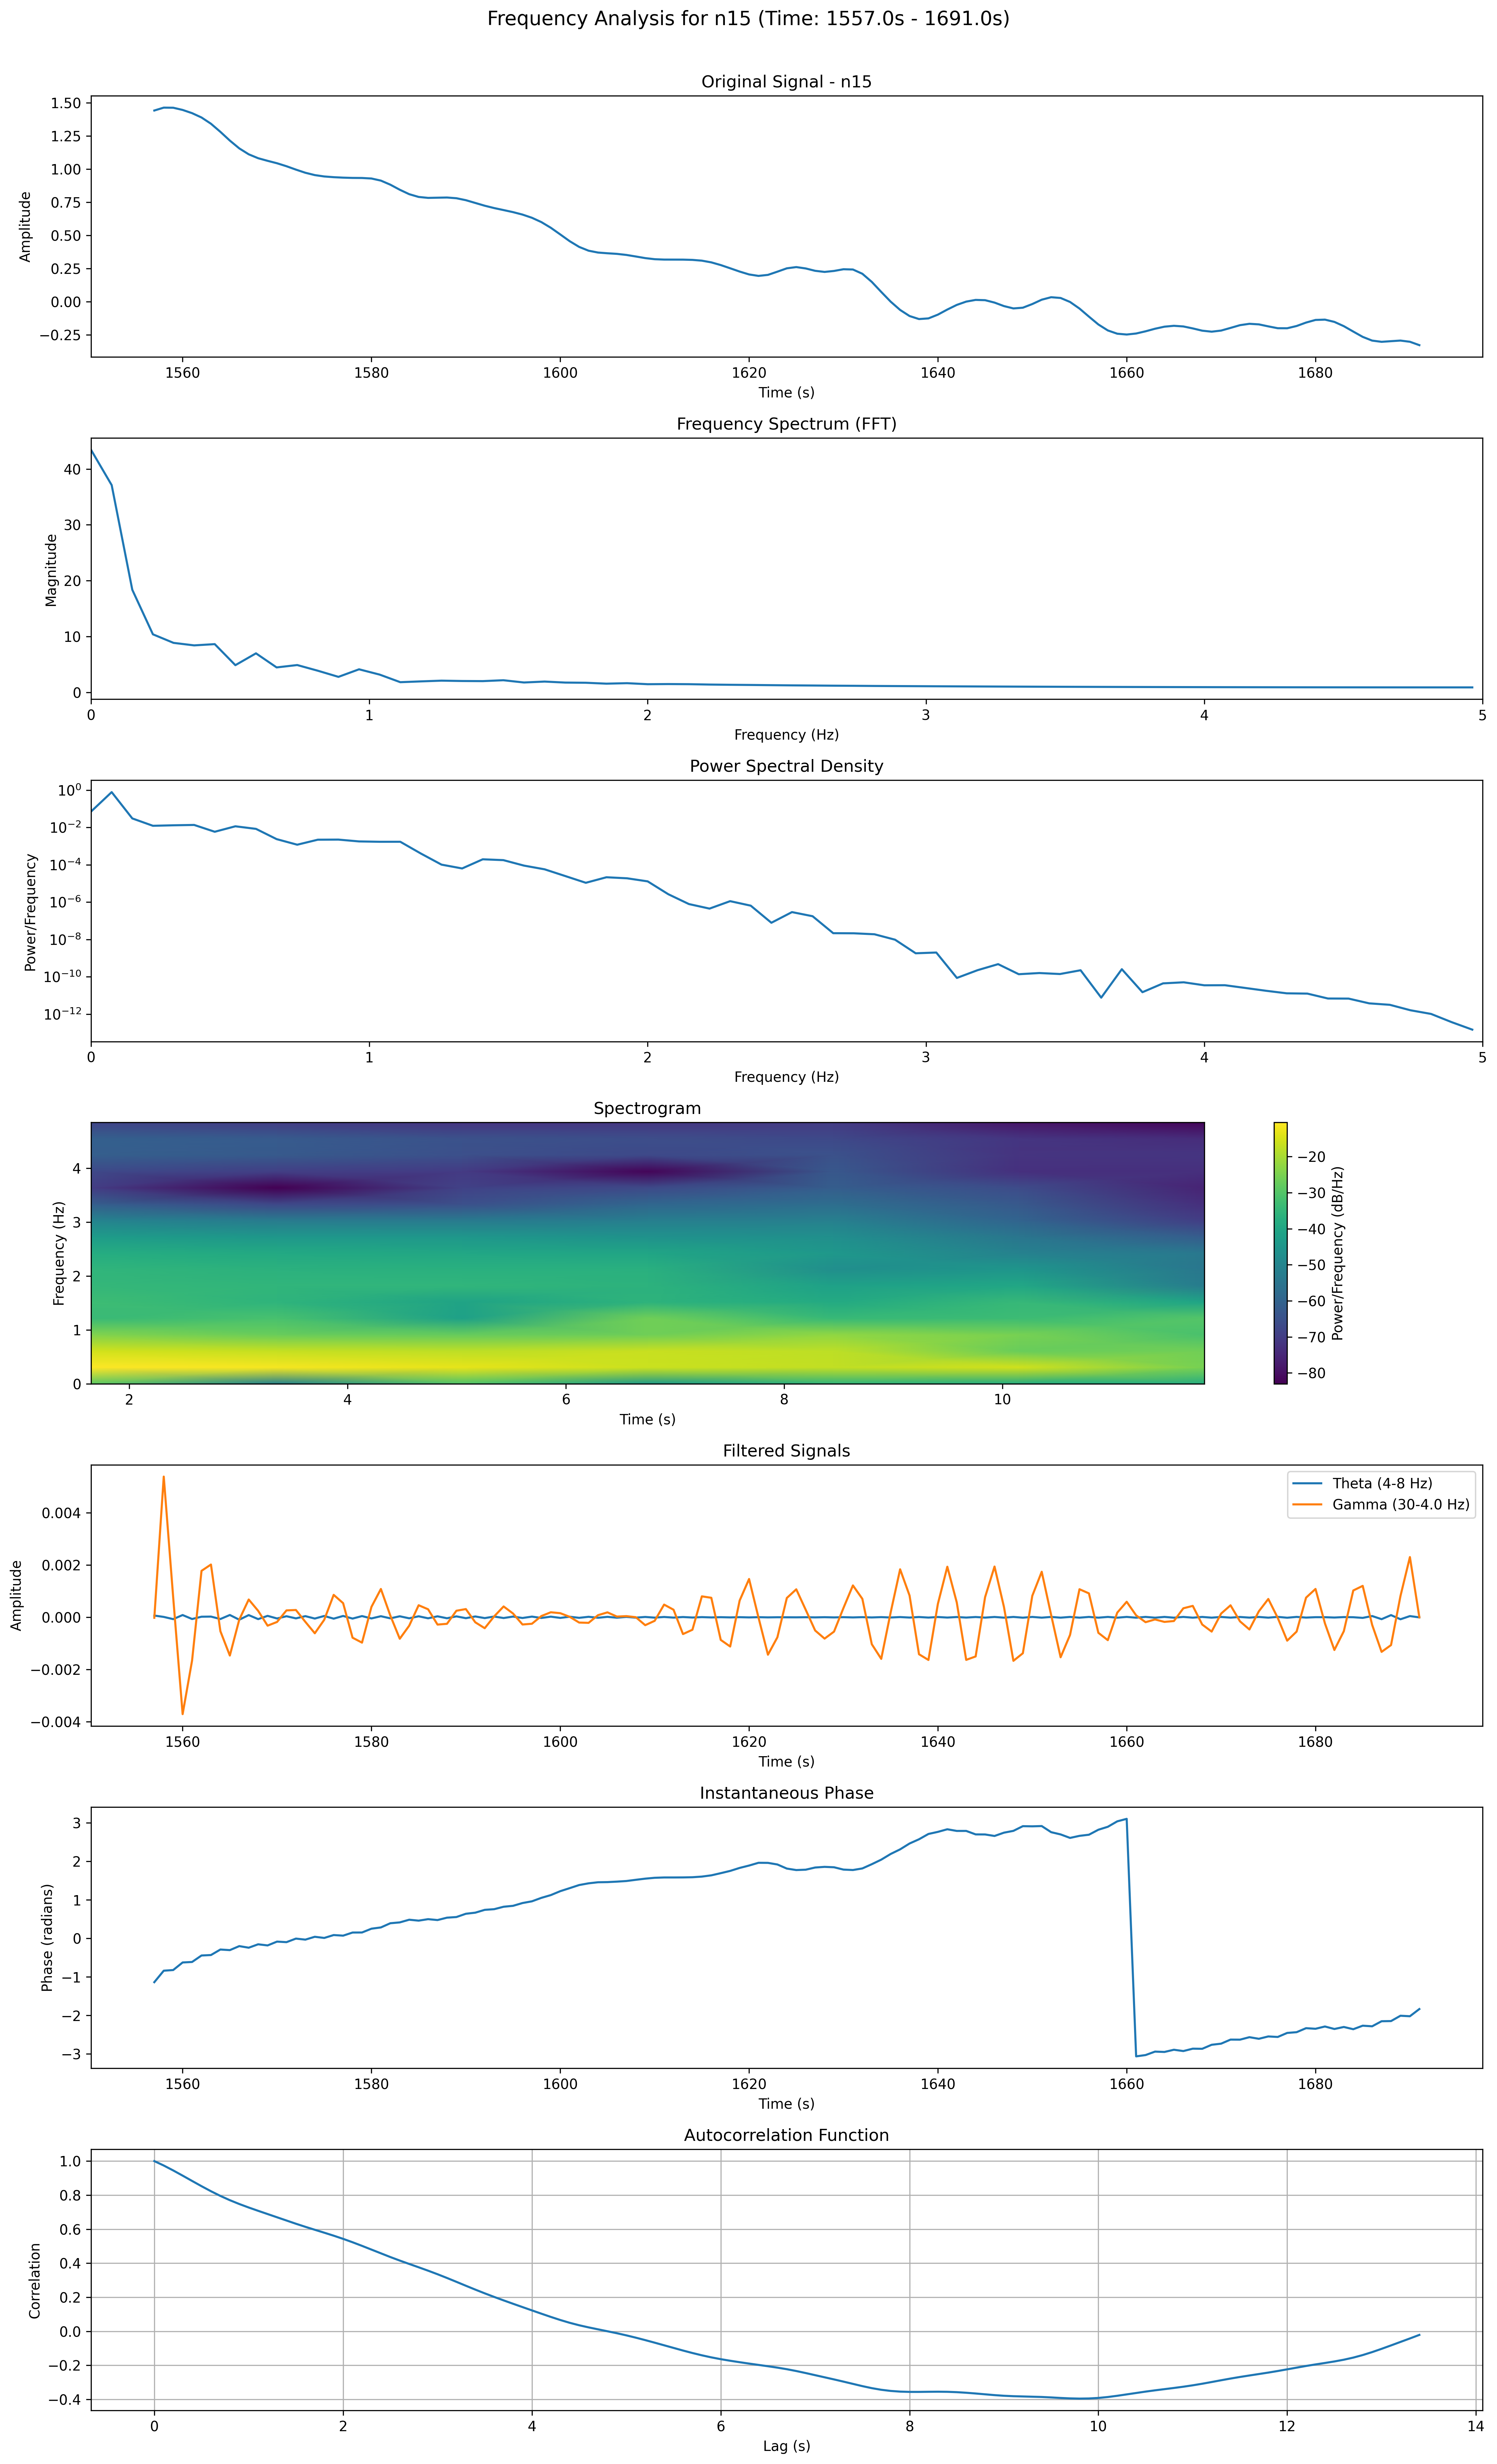 Frequency Analysis for n15 (Time: 1557.0s - 1691.0s)
Original Signal - n15
Amplitude
1.50
1.25
1.00
0.75
0.50
0.25
0.00
−0.25
1560 1580 1600 1620 1640 1660 1680
Time (s)
Frequency Spectrum (FFT)
Magnitude
40
30
20
10
0
0 1 2 3 4 5
Frequency (Hz)
Power Spectral Density
Power/Frequency
10⁰
10⁻²
10⁻⁴
10⁻⁶
10⁻⁸
10⁻¹⁰
10⁻¹²
0 1 2 3 4 5
Frequency (Hz)
Spectrogram
Frequency (Hz)
4
3
2
1
0
2 4 6 8 10
Time (s)
−20
−30
−40
−50
−60
−70
−80
Power/Frequency (dB/Hz)
Filtered Signals
Theta (4-8 Hz)
Gamma (30-4.0 Hz)
Amplitude
0.004
0.002
0.000
−0.002
−0.004
1560 1580 1600 1620 1640 1660 1680
Time (s)
Instantaneous Phase
Phase (radians)
3
2
1
0
−1
−2
−3
1560 1580 1600 1620 1640 1660 1680
Time (s)
Autocorrelation Function
Correlation
1.0
0.8
0.6
0.4
0.2
0.0
−0.2
−0.4
0 2 4 6 8 10 12 14
Lag (s)